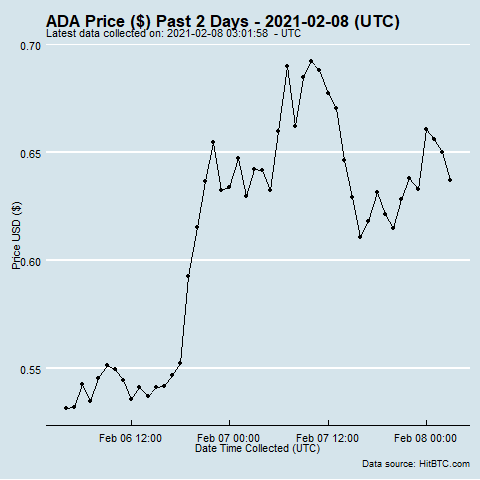 ADA Price ($) Past 2 Days - 2021-02-08 (UTC)
Latest data collected on: 2021-02-08 03:01:58 - UTC
0.70
0.65
0.60
0.55
Price USD ($)
Feb 06 12:00
Feb 07 00:00
Feb 07 12:00
Feb 08 00:00
Date Time Collected (UTC)
Data source: HitBTC.com